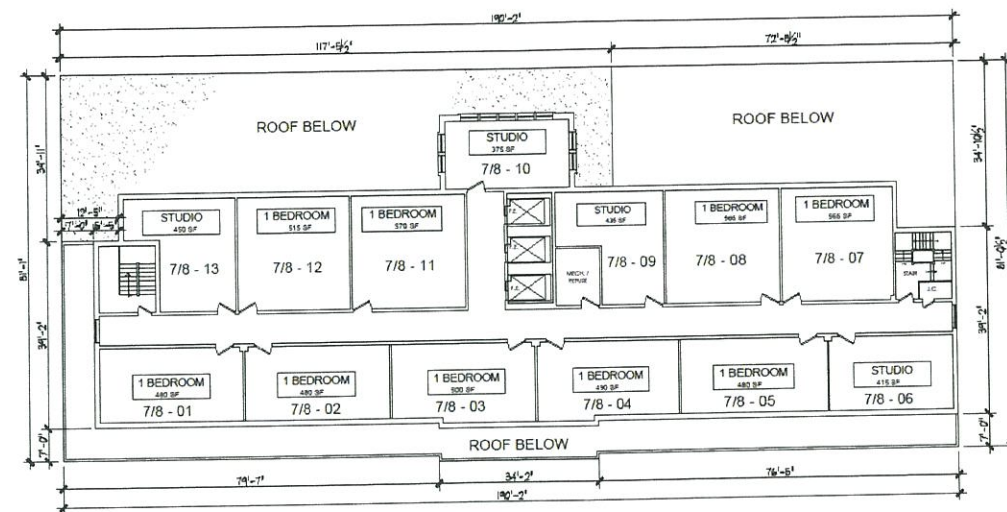 190'-2"
117'-5½"
72'-8½"
ROOF BELOW
ROOF BELOW
34'-11"
34'-10½"
STUDIO
375 SF
7/8 - 10
12'-5"
7'-0"
5'-5"
STUDIO
450 SF
7/8 - 13
1 BEDROOM
515 SF
7/8 - 12
1 BEDROOM
570 SF
7/8 - 11
F.E.
F.E.
F.E.
STUDIO
435 SF
7/8 - 09
MECH. /
REFUSE
1 BEDROOM
565 SF
7/8 - 08
1 BEDROOM
565 SF
7/8 - 07
STAIR
J.C.
81'-1"
81'-0½"
39'-2"
39'-2"
1 BEDROOM
480 SF
7/8 - 01
1 BEDROOM
480 SF
7/8 - 02
1 BEDROOM
500 SF
7/8 - 03
1 BEDROOM
490 SF
7/8 - 04
1 BEDROOM
480 SF
7/8 - 05
STUDIO
415 SF
7/8 - 06
7'-0"
7'-0"
ROOF BELOW
79'-7"
34'-2"
76'-5"
190'-2"